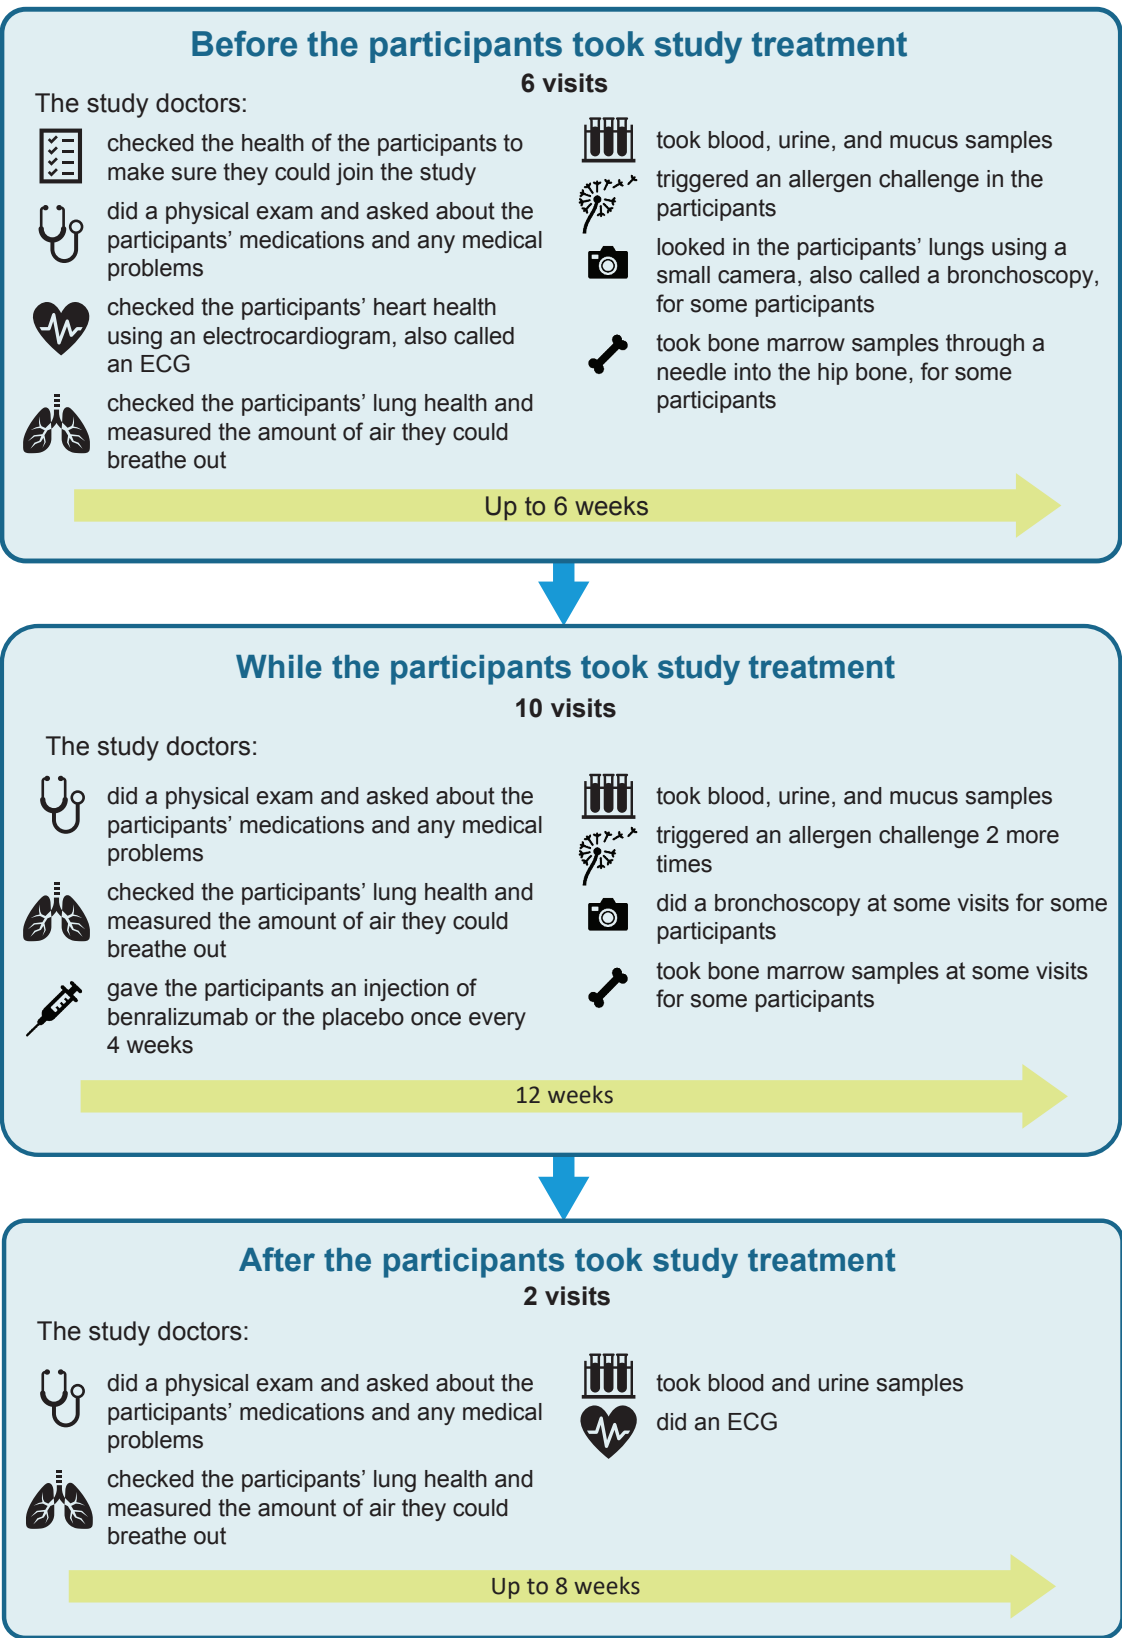 Before the participants took study treatment
6 visits
The study doctors:
checked the health of the participants to
make sure they could join the study
did a physical exam and asked about the
participants’ medications and any medical
problems
checked the participants’ heart health
using an electrocardiogram, also called
an ECG
checked the participants’ lung health and
measured the amount of air they could
breathe out
took blood, urine, and mucus samples
triggered an allergen challenge in the
participants
looked in the participants’ lungs using a
small camera, also called a bronchoscopy,
for some participants
took bone marrow samples through a
needle into the hip bone, for some
participants
Up to 6 weeks
While the participants took study treatment
10 visits
The study doctors:
did a physical exam and asked about the
participants’ medications and any medical
problems
checked the participants’ lung health and
measured the amount of air they could
breathe out
gave the participants an injection of
benralizumab or the placebo once every
4 weeks
took blood, urine, and mucus samples
triggered an allergen challenge 2 more
times
did a bronchoscopy at some visits for some
participants
took bone marrow samples at some visits
for some participants
12 weeks
After the participants took study treatment
2 visits
The study doctors:
did a physical exam and asked about the
participants’ medications and any medical
problems
checked the participants’ lung health and
measured the amount of air they could
breathe out
took blood and urine samples
did an ECG
Up to 8 weeks